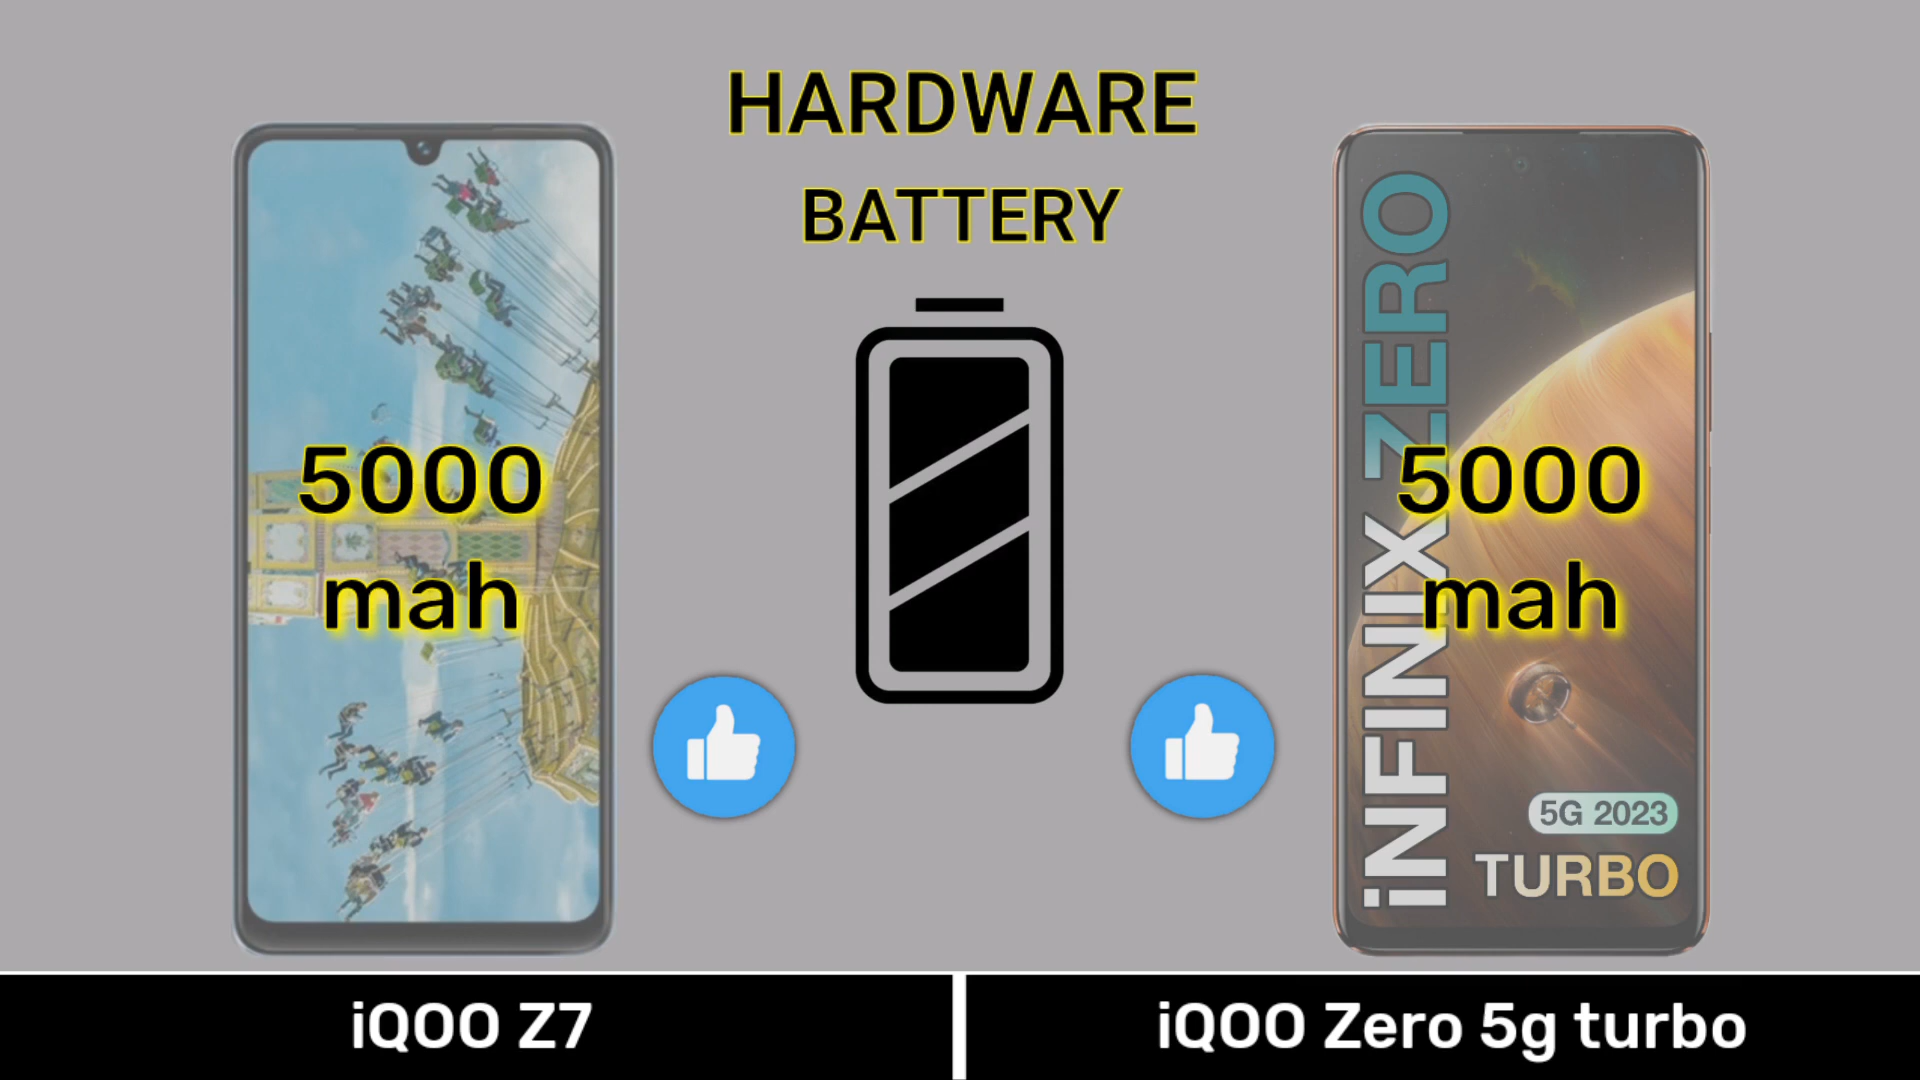 HARDWARE
BATTERY
5000
mah
5000
mah
iNFINIX ZERO
5G 2023
TURBO
iQOO Z7
iQOO Zero 5g turbo